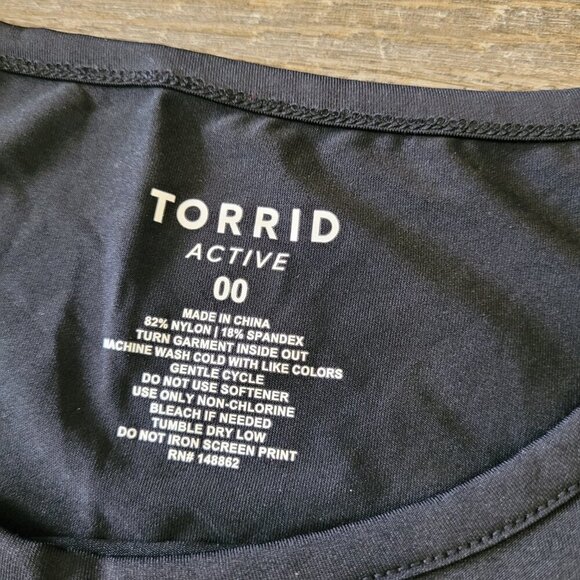 TORRID
ACTIVE
00
MADE IN CHINA
82% NYLON | 18% SPANDEX
TURN GARMENT INSIDE OUT
MACHINE WASH COLD WITH LIKE COLORS
GENTLE CYCLE
DO NOT USE SOFTENER
USE ONLY NON-CHLORINE
BLEACH IF NEEDED
TUMBLE DRY LOW
DO NOT IRON SCREEN PRINT
RN# 148862